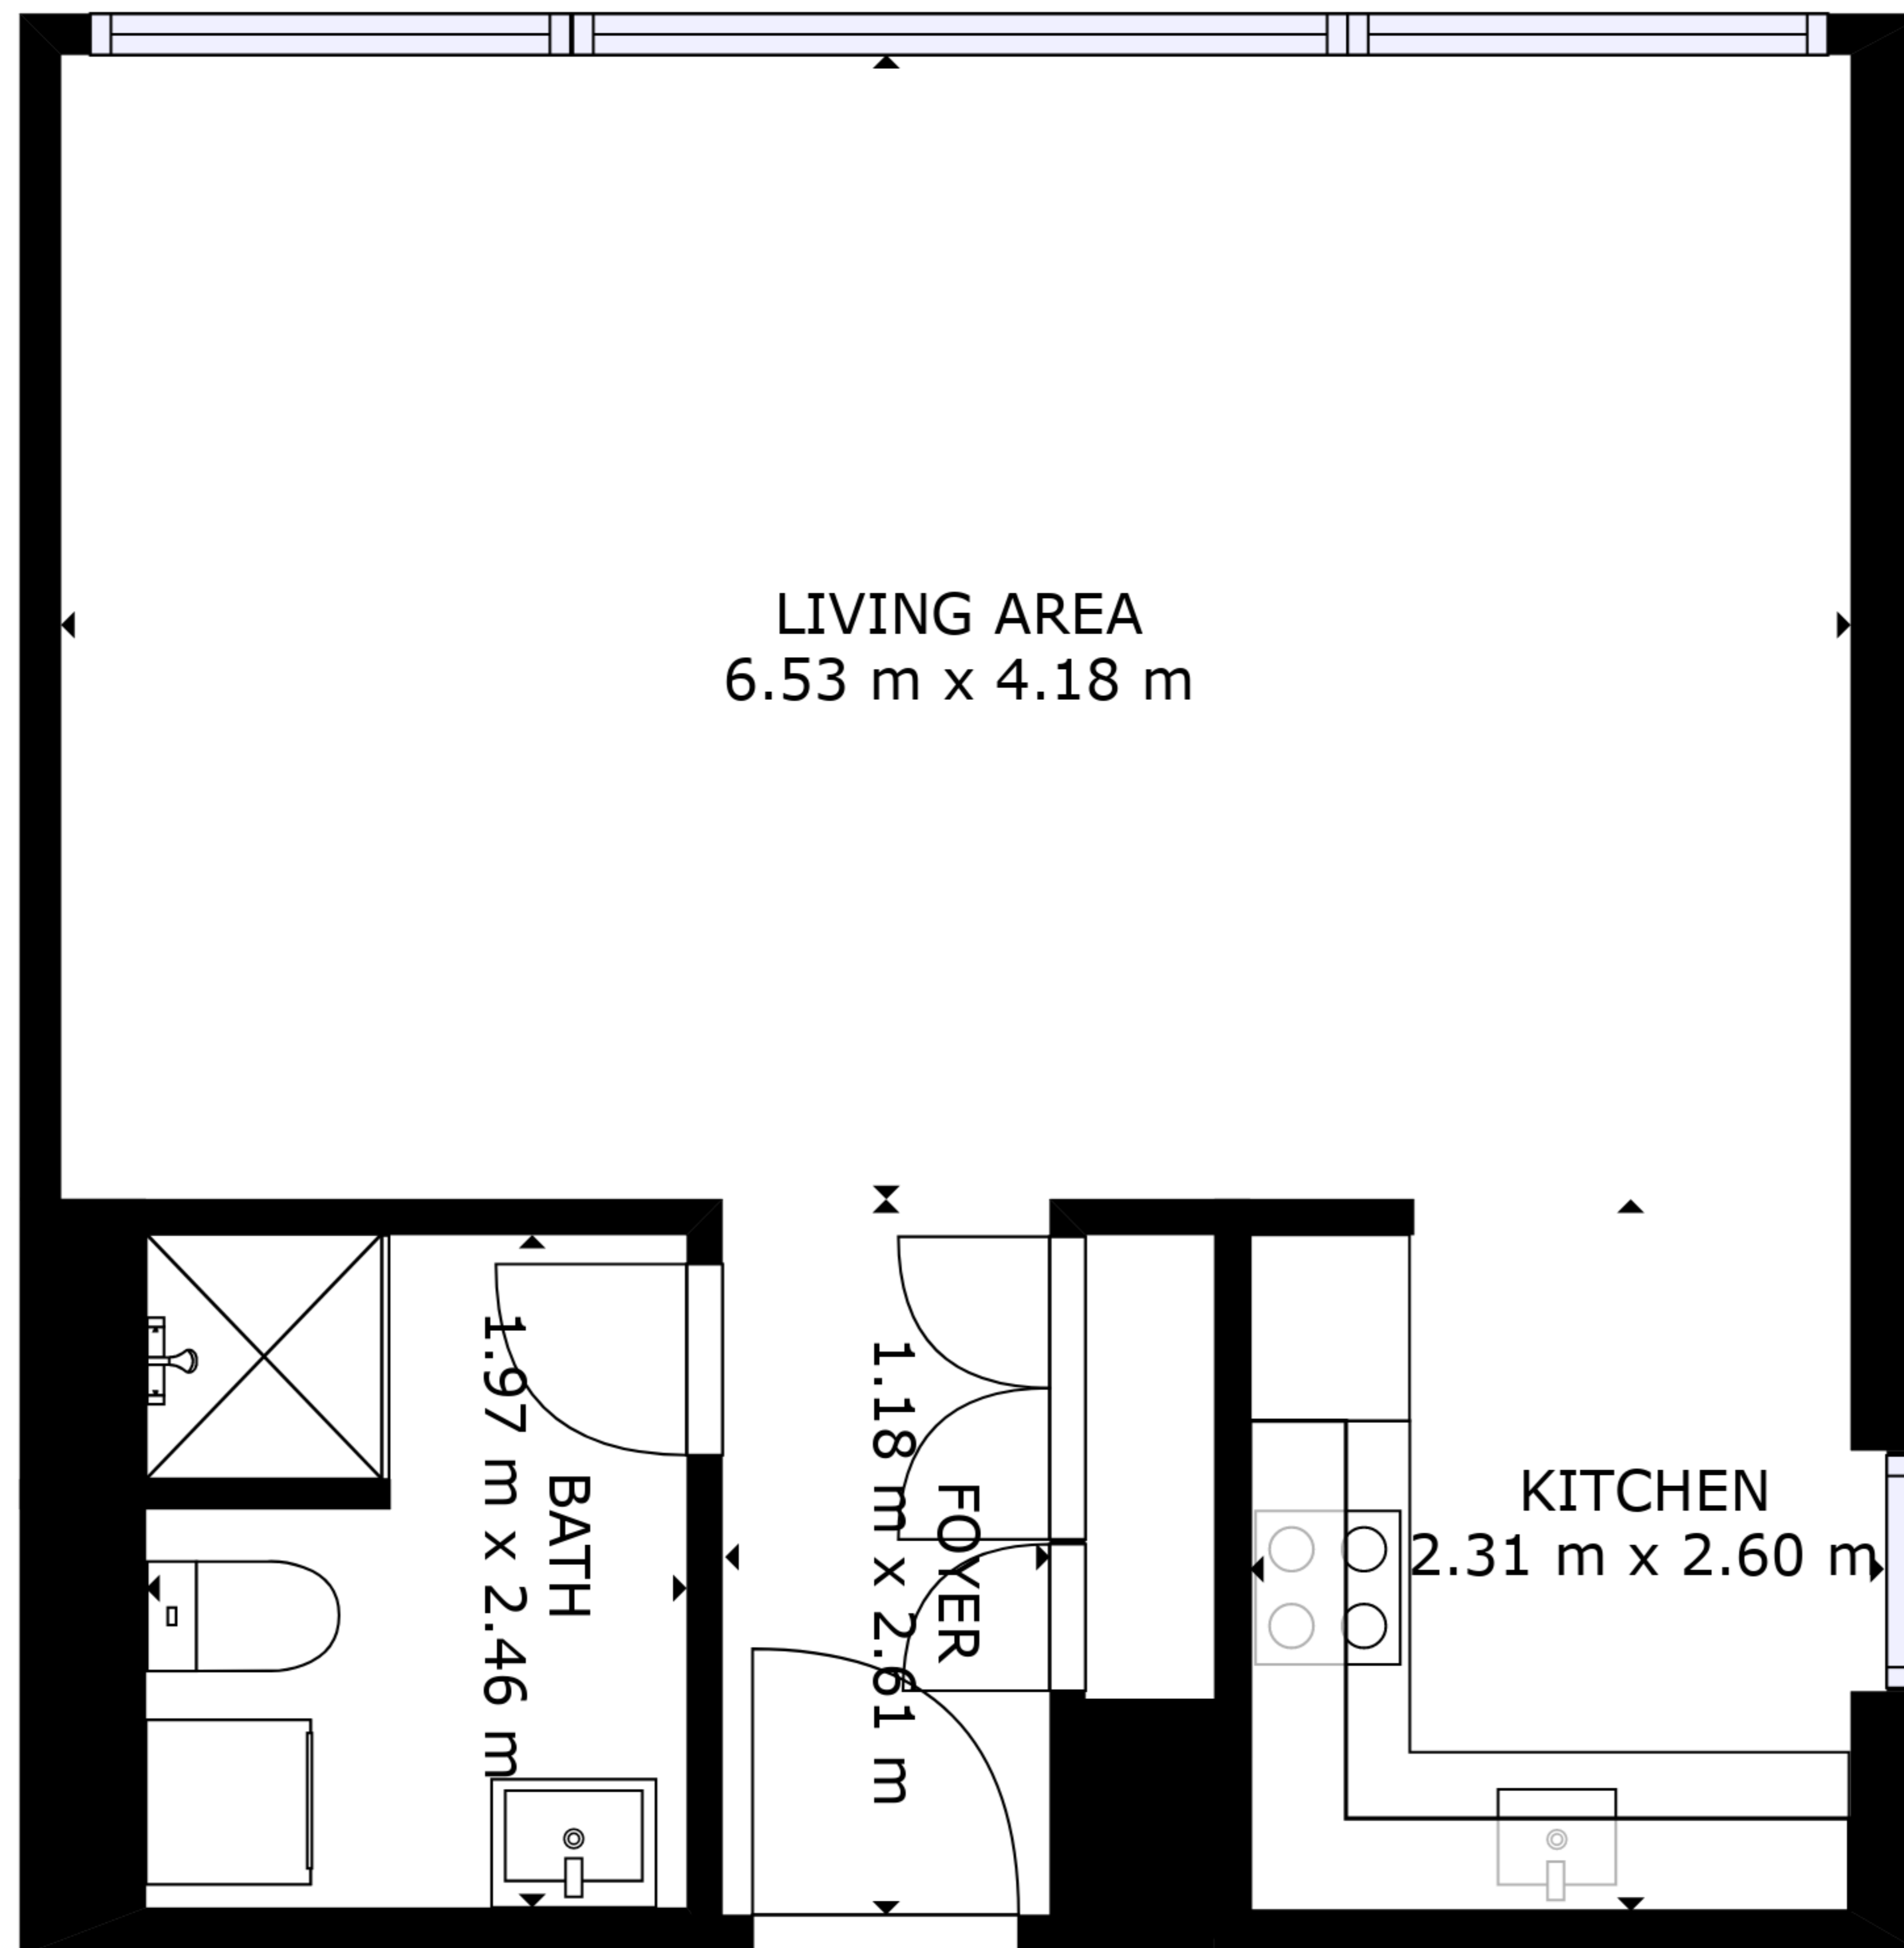 LIVING AREA
6.53 m x 4.18 m
BATH
1.97 m x 2.46 m
FOYER
1.18 m x 2.61 m
KITCHEN
2.31 m x 2.60 m